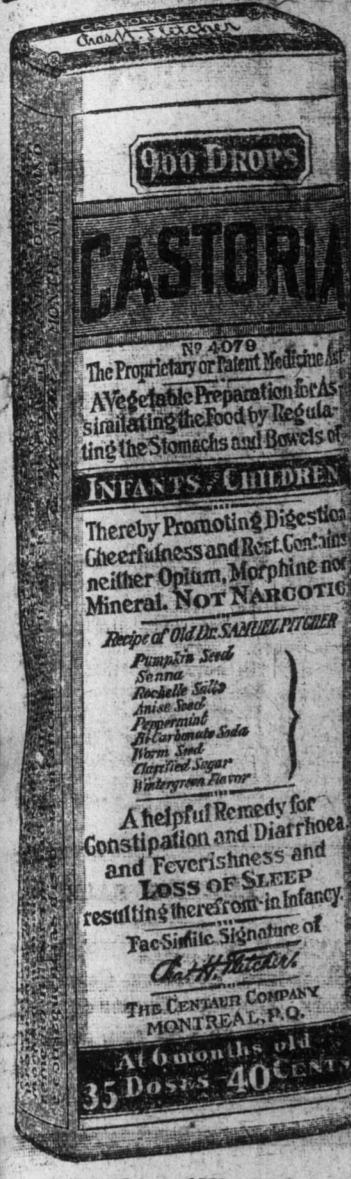 Chas H. Fletcher
900 DROPS
CASTORIA
Nº 4079
The Proprietary or Patent Medicine Act
A Vegetable Preparation for As-
similating the Food by Regula-
ting the Stomachs and Bowels of
INFANTS & CHILDREN
Thereby Promoting Digestion
Cheerfulness and Rest. Contains
neither Opium, Morphine nor
Mineral. NOT NARCOTIC
Recipe of Old Dr. SAMUEL PITCHER
Pumpkin Seed
Senna
Rochelle Salts
Anise Seed
Peppermint
Bi-Carbonate Soda
Worm Seed
Clarified Sugar
Wintergreen Flavor
A helpful Remedy for
Constipation and Diarrhoea,
and Feverishness and
LOSS OF SLEEP
resulting therefrom-in Infancy.
Fac-Simile Signature of
Chas H. Fletcher.
THE CENTAUR COMPANY
MONTREAL, P.Q.
At 6 months old
35 DOSES - 40 CENTS